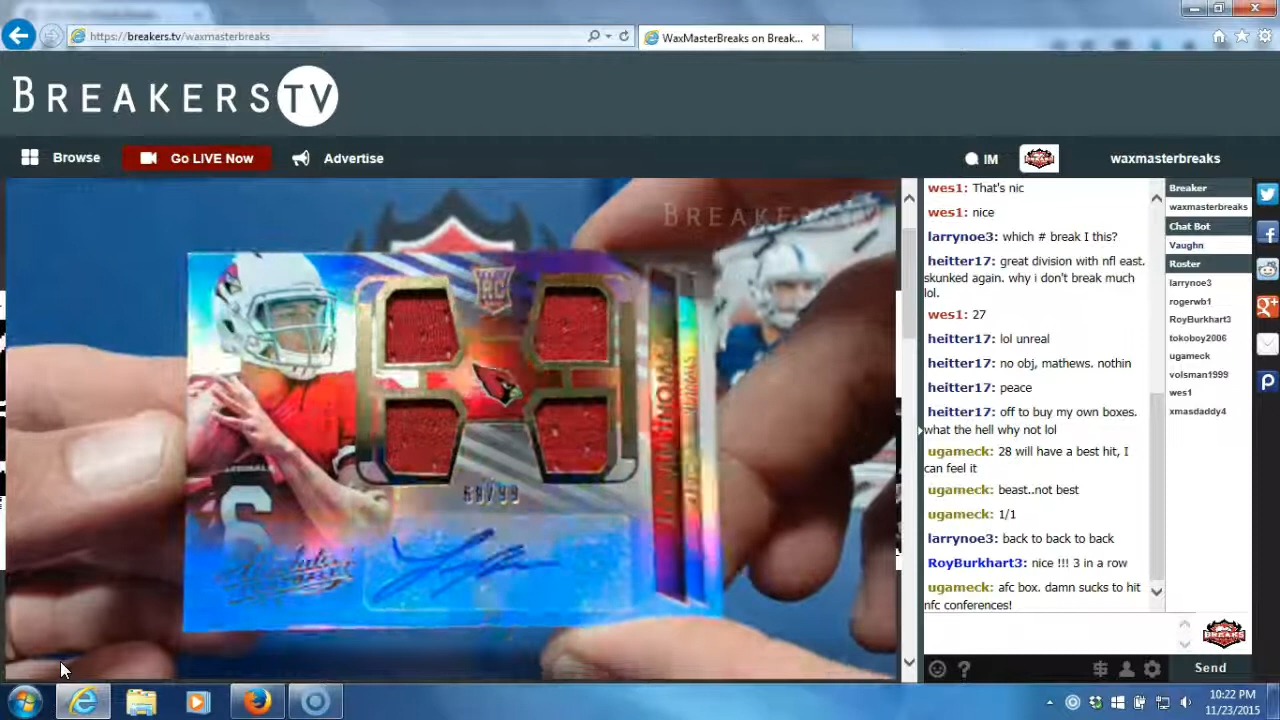 https://breakers.tv/waxmasterbreaks
WaxMasterBreaks on Break...
BREAKERS TV
Browse
Go LIVE Now
Advertise
IM
waxmasterbreaks
BREAKERS TV
RC
6
wes1: That's nic
wes1: nice
larrynoe3: which # break I this?
heitter17: great division with nfl east.
skunked again. why i don't break much
lol.
wes1: 27
heitter17: lol unreal
heitter17: no obj, mathews. nothin
heitter17: peace
heitter17: off to buy my own boxes.
what the hell why not lol
ugameck: 28 will have a best hit, I
can feel it
ugameck: beast..not best
ugameck: 1/1
larrynoe3: back to back to back
RoyBurkhart3: nice !!! 3 in a row
ugameck: afc box. damn sucks to hit
nfc conferences!
Breaker
waxmasterbreaks
Chat Bot
Vaughn
Roster
larrynoe3
rogerwb1
RoyBurkhart3
tokoboy2006
ugameck
volsman1999
wes1
xmasdaddy4
BREAKS
Send
10:22 PM
11/23/2015